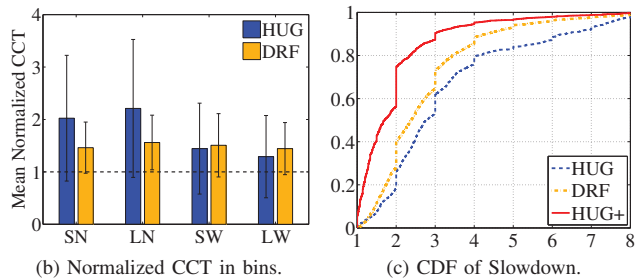 Mean Normalized CCT
4
3
2
1
0
HUG
DRF
SN LN SW LW
(b) Normalized CCT in bins.
1
0.8
0.6
0.4
0.2
0
HUG
DRF
HUG+
1 2 3 4 5 6 7 8
(c) CDF of Slowdown.